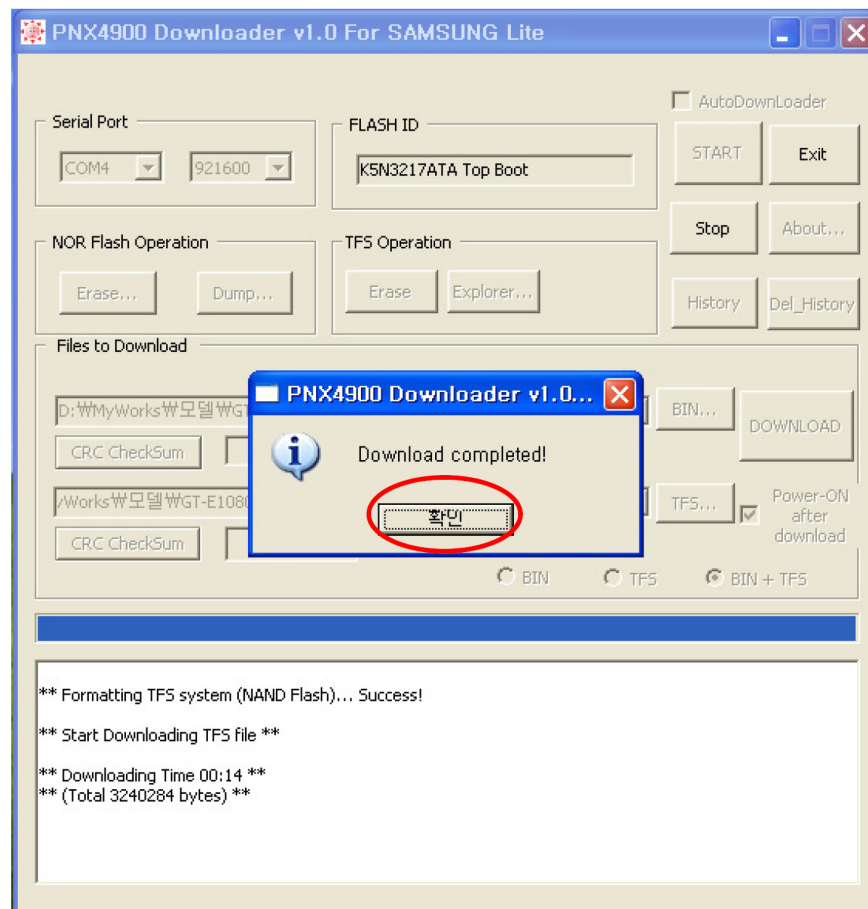 PNX4900 Downloader v1.0 For SAMSUNG Lite
AutoDownLoader
Serial Port
FLASH ID
COM4
921600
K5N3217ATA Top Boot
START
Exit
Stop
About...
NOR Flash Operation
TFS Operation
Erase...
Dump...
Erase
Explorer...
History
Del_History
Files to Download
PNX4900 Downloader v1.0...
D:₩MyWorks₩모델₩GT
BIN...
DOWNLOAD
CRC CheckSum
Download completed!
/Works₩모델₩GT-E1080
확인
TFS...
Power-ON
after
download
CRC CheckSum
BIN
TFS
BIN + TFS
** Formatting TFS system (NAND Flash)... Success!
** Start Downloading TFS file **
** Downloading Time 00:14 **
** (Total 3240284 bytes) **